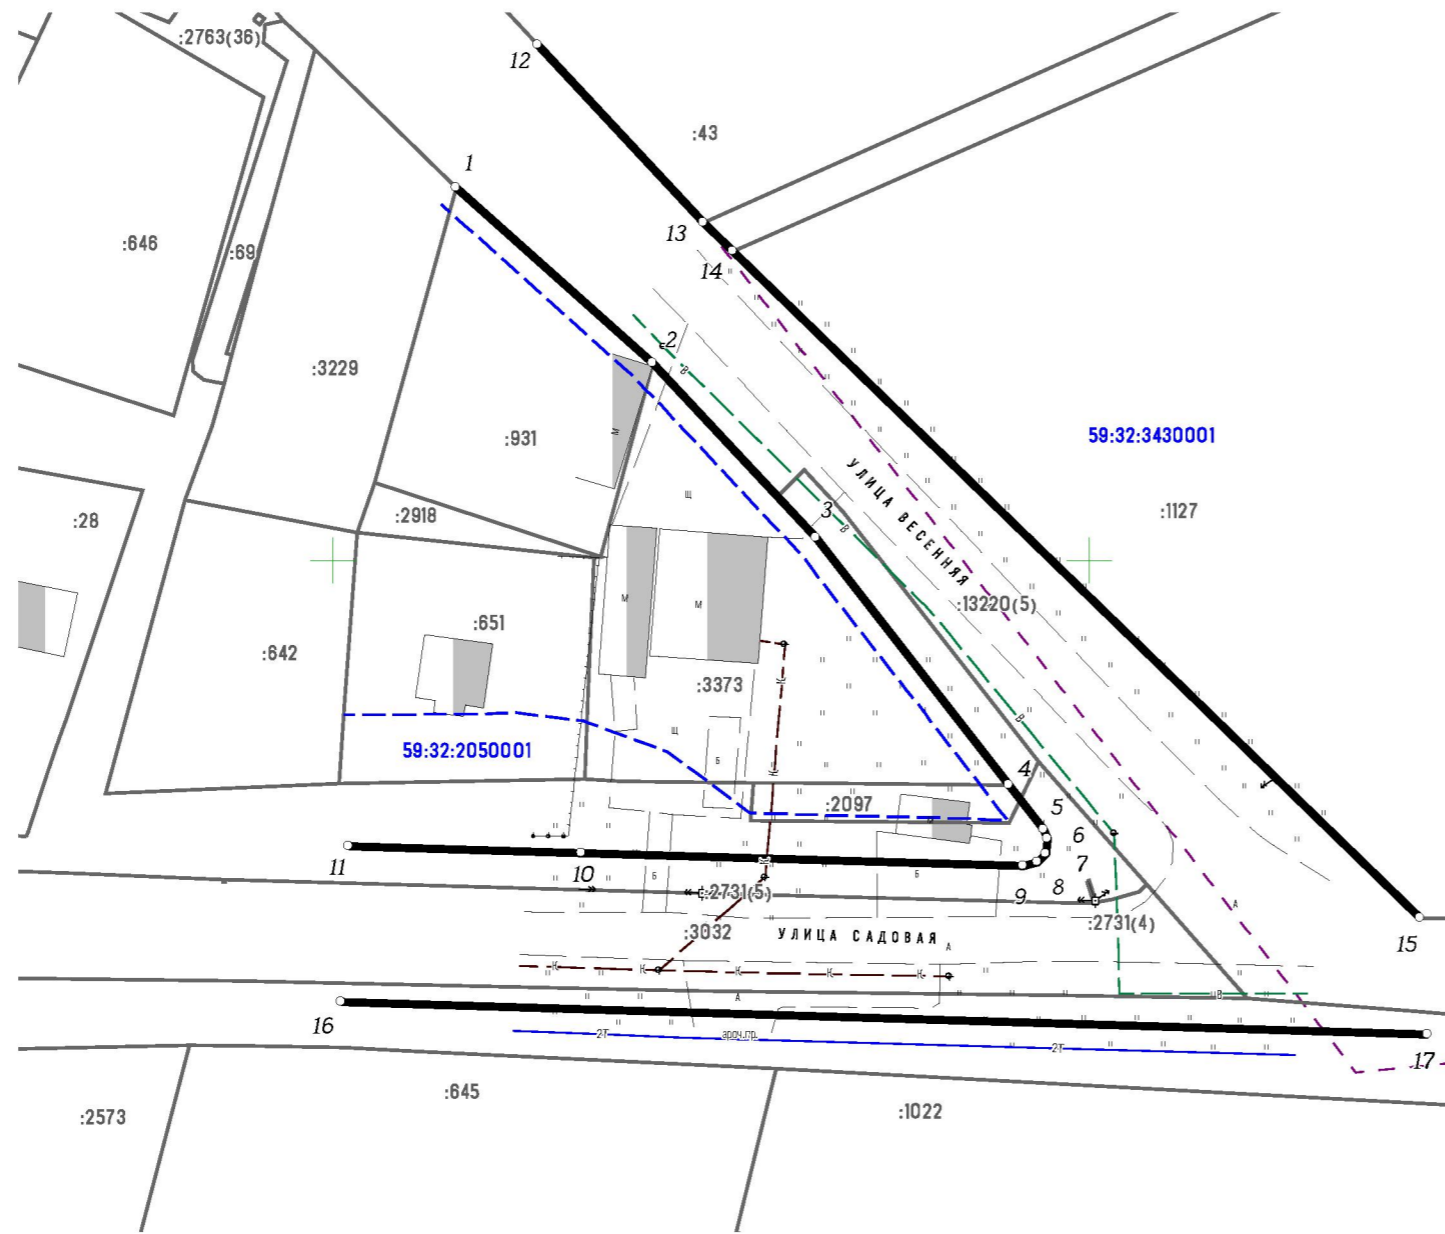 :2763(36)
12
:43
1
13
14
:646
:69
2
В
:3229
:931
М
59:32:3430001
:28
:2918
Щ
3
В
УЛИЦА ВЕСЕННЯЯ
:1127
:13220(5)
М
М
:651
:642
К
:3373
В
Щ
Б
К
59:32:2050001
4
:2097
5
6
11
10
К
7
Б
Б
:2731(5)
9
8
:2731(4)
А
:3032
УЛИЦА САДОВАЯ
А
15
К
К
К
К
К
А
В
16
2Т
2Т
17
:645
:2573
:1022